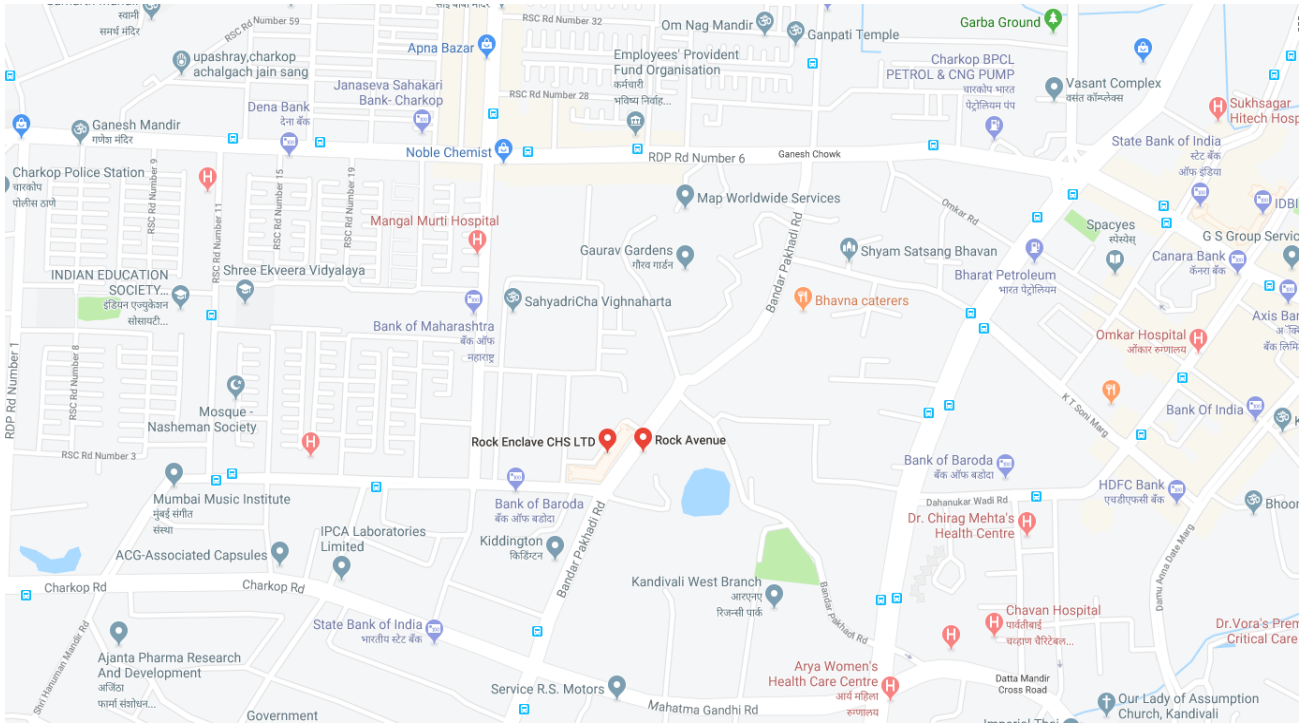 स्वामी
समर्थ मंदिर
RSC Rd Number 59
RSC Rd Number 32
Om Nag Mandir
Ganpati Temple
Garba Ground
upashray,charkop
achalgach jain sang
Apna Bazar
Employees' Provident
Fund Organisation
कर्मचारी
भविष्य निर्वाह...
Charkop BPCL
PETROL & CNG PUMP
चारकोप भारत
पेट्रोलियम पंप
Vasant Complex
वसंत कॉम्प्लेक्स
Janaseva Sahakari
Bank- Charkop
RSC Rd Number 28
Sukhsagar
Hitech Hosp
Dena Bank
देना बैंक
Ganesh Mandir
गणेश मंदिर
Noble Chemist
RDP Rd Number 6
Ganesh Chowk
State Bank of India
स्टेट बैंक
ऑफ इंडिया
Charkop Police Station
चारकोप
पोलीस ठाणे
RSC Rd Number 9
RSC Rd Number 11
RSC Rd Number 15
RSC Rd Number 19
Map Worldwide Services
Omkar Rd
IDBI
Mangal Murti Hospital
Bandar Pakhadi Rd
Spacyes
स्पेस्येस्
G S Group Servic
Gaurav Gardens
गौरव गार्डन
Shyam Satsang Bhavan
Bharat Petroleum
भारत पेट्रोलियम
Canara Bank
कॅनरा बँक
INDIAN EDUCATION
SOCIETY...
इंडियन एज्युकेशन
सोसायटी...
Shree Ekveera Vidyalaya
SahyadriCha Vighnaharta
Bhavna caterers
Axis Ban
बँक लिमि
Bank of Maharashtra
बँक ऑफ
महाराष्ट्र
Omkar Hospital
ओंकार रुग्णालय
RDP Rd Number 1
RSC Rd Number 8
K T Soni Marg
Mosque -
Nasheman Society
Bank Of India
Rock Enclave CHS LTD
Rock Avenue
RSC Rd Number 3
Bank of Baroda
बँक ऑफ बडोदा
Mumbai Music Institute
मुंबई संगीत
संस्था
Bank of Baroda
बँक ऑफ बडोदा
HDFC Bank
एचडीएफसी बँक
Dahanukar Wadi Rd
Bhoor
Dr. Chirag Mehta's
Health Centre
IPCA Laboratories
Limited
Kiddington
किडिंग्टन
Bandar Pakhadi Rd
ACG-Associated Capsules
Damu Anna Date Marg
Charkop Rd
Charkop Rd
Kandivali West Branch
आरएनए
रिजन्सी पार्क
Bandar Pakhadi Rd
Chavan Hospital
पार्वतीबाई
चव्हाण चैरिटेबल...
State Bank of India
भारतीय स्टेट बँक
Dr.Vora's Prem
Critical Care
Shri Hanuman Mandir Rd
Ajanta Pharma Research
And Development
अजिंठा
फार्मा संशोधन...
Arya Women's
Health Care Centre
आर्य महिला
रुग्णालय
Datta Mandir
Cross Road
Service R.S. Motors
Mahatma Gandhi Rd
Our Lady of Assumption
Church, Kandivali
Government